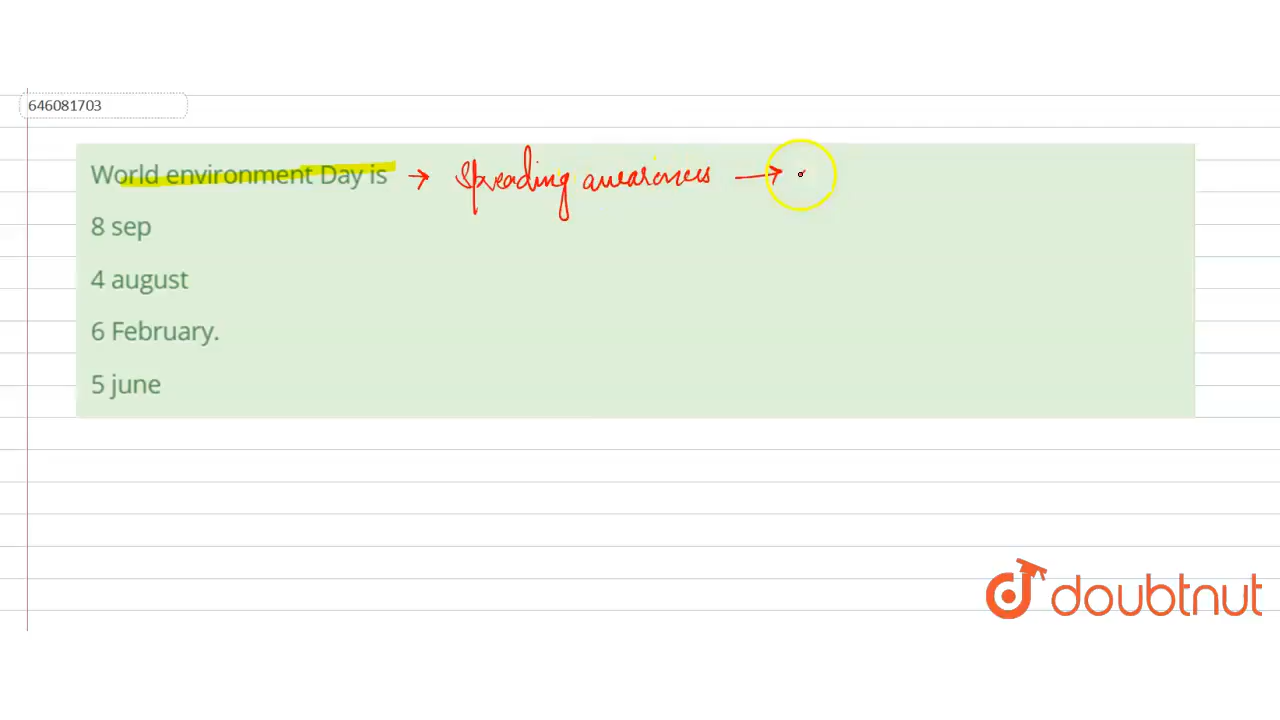 646081703
World environment Day is → Spreading awareness →
8 sep
4 august
6 February.
5 june
doubtnut